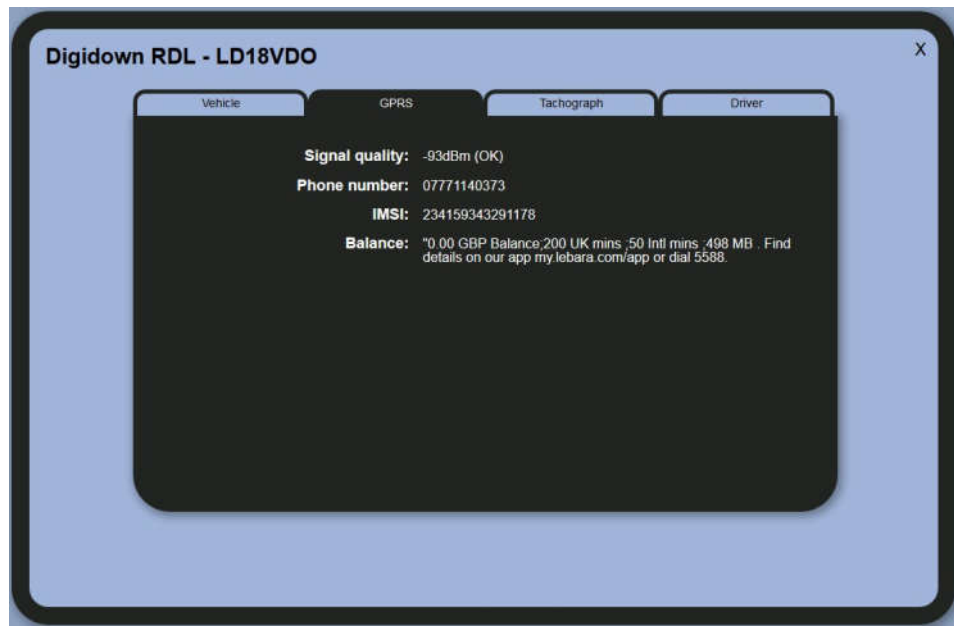 Digidown RDL - LD18VDO
X
Vehicle GPRS Tachograph Driver
Signal quality: -93dBm (OK)
Phone number: 07771140373
IMSI: 234159343291178
Balance: "0.00 GBP Balance;200 UK mins ;50 Intl mins ;498 MB . Find
details on our app my.lebara.com/app or dial 5588.